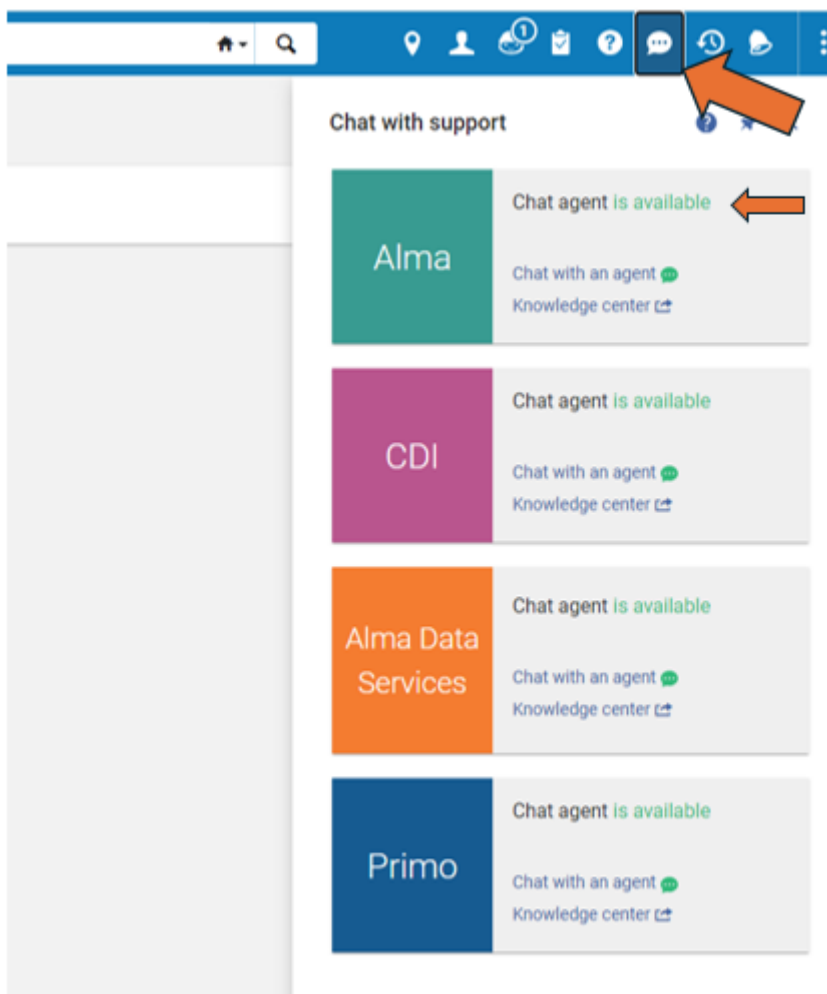 1
Chat with support
Alma
Chat agent is available
Chat with an agent
Knowledge center
CDI
Chat agent is available
Chat with an agent
Knowledge center
Alma Data
Services
Chat agent is available
Chat with an agent
Knowledge center
Primo
Chat agent is available
Chat with an agent
Knowledge center